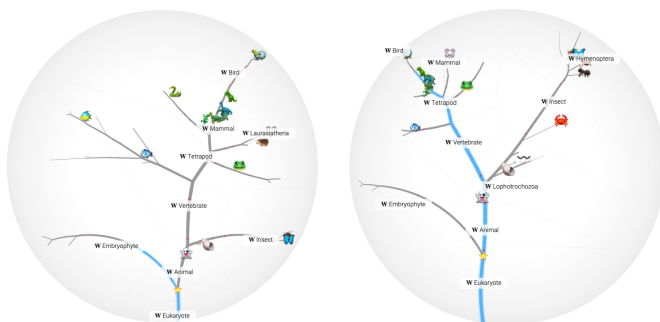 W Bird
W Mammal
W Laurasiatheria
W Tetrapod
W Vertebrate
W Embryophyte
W Insect
W Animal
W Eukaryote
W Bird
W Mammal
W Hymenoptera
W Tetrapod
W Insect
W Vertebrate
W Lophotrochozoa
W Embryophyte
W Animal
W Eukaryote